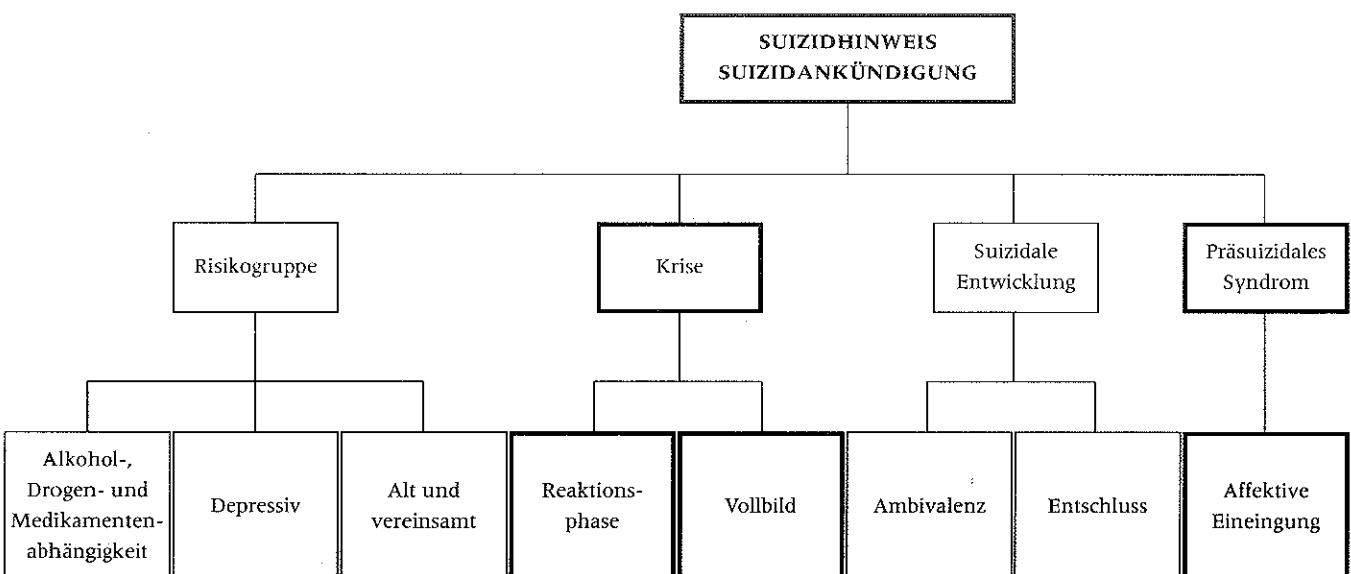 SUIZIDHINWEIS
SUIZIDANKÜNDIGUNG
Risikogruppe
Krise
Suizidale
Entwicklung
Präsuizidales
Syndrom
Alkohol-,
Drogen- und
Medikamenten-
abhängigkeit
Depressiv
Alt und
vereinsamt
Reaktions-
phase
Vollbild
Ambivalenz
Entschluss
Affektive
Eineingung